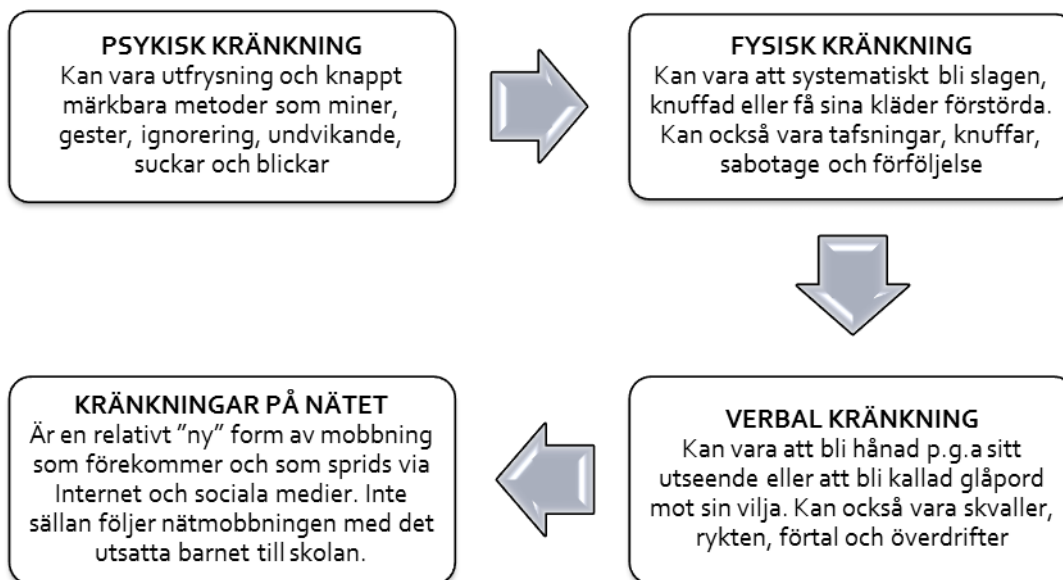 PSYKISK KRÄNKNING
Kan vara utfrysning och knappt
märkbara metoder som miner,
gester, ignorering, undvikande,
suckar och blickar
FYSISK KRÄNKNING
Kan vara att systematiskt bli slagen,
knuffad eller få sina kläder förstörda.
Kan också vara tafsningar, knuffar,
sabotage och förföljelse
VERBAL KRÄNKNING
Kan vara att bli hånad p.g.a sitt
utseende eller att bli kallad glåpord
mot sin vilja. Kan också vara skvaller,
rykten, förtal och överdrifter
KRÄNKNINGAR PÅ NÄTET
Är en relativt ”ny” form av mobbning
som förekommer och som sprids via
Internet och sociala medier. Inte
sällan följer nätmobbningen med det
utsatta barnet till skolan.